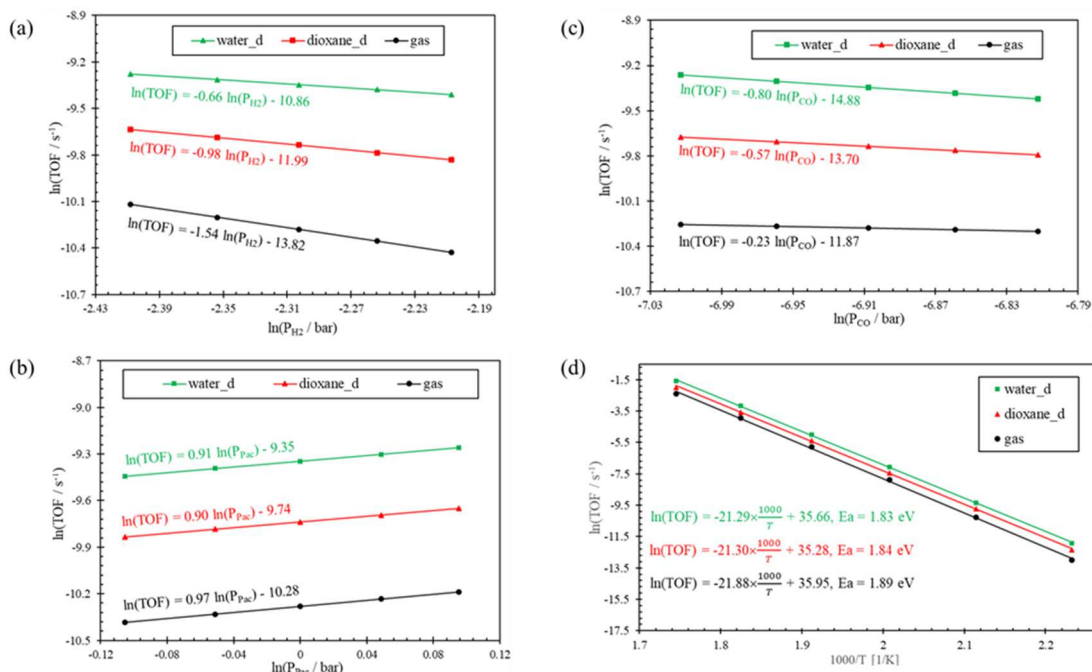 (a)
-8.9
-9.2
-9.5
-9.8
-10.1
-10.4
-10.7
ln(TOF / s⁻¹)
water_d dioxane_d gas
ln(TOF) = -0.66 ln(P_H2) - 10.86
ln(TOF) = -0.98 ln(P_H2) - 11.99
ln(TOF) = -1.54 ln(P_H2) - 13.82
-2.43 -2.39 -2.35 -2.31 -2.27 -2.23 -2.19
ln(P_H2 / bar)
(c)
-8.9
-9.2
-9.5
-9.8
-10.1
-10.4
-10.7
ln(TOF / s⁻¹)
water_d dioxane_d gas
ln(TOF) = -0.80 ln(P_CO) - 14.88
ln(TOF) = -0.57 ln(P_CO) - 13.70
ln(TOF) = -0.23 ln(P_CO) - 11.87
-7.03 -6.99 -6.95 -6.91 -6.87 -6.83 -6.79
ln(P_CO / bar)
(b)
-8.7
-9.0
-9.3
-9.6
-9.9
-10.2
-10.5
ln(TOF / s⁻¹)
water_d dioxane_d gas
ln(TOF) = 0.91 ln(P_Pac) - 9.35
ln(TOF) = 0.90 ln(P_Pac) - 9.74
ln(TOF) = 0.97 ln(P_Pac) - 10.28
-0.12 -0.08 -0.04 0 0.04 0.08 0.12
ln(P_Pac / bar)
(d)
-1.5
-3.5
-5.5
-7.5
-9.5
-11.5
-13.5
-15.5
-17.5
ln(TOF / s⁻¹)
water_d
dioxane_d
gas
ln(TOF) = -21.29×1000/T + 35.66, Ea = 1.83 eV
ln(TOF) = -21.30×1000/T + 35.28, Ea = 1.84 eV
ln(TOF) = -21.88×1000/T + 35.95, Ea = 1.89 eV
1.7 1.8 1.9 2 2.1 2.2
1000/T [1/K]